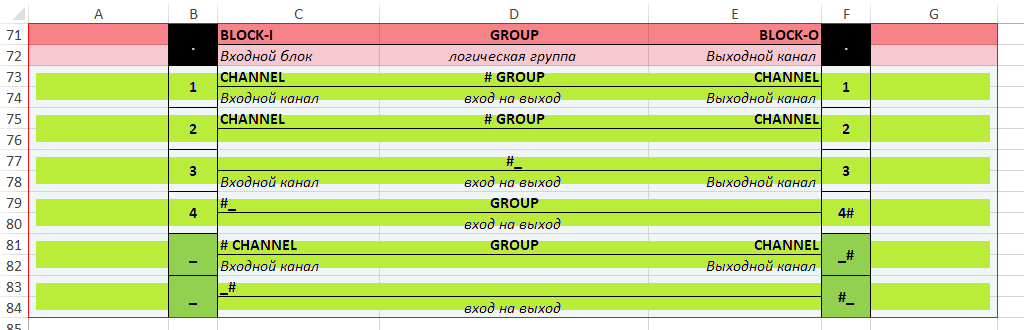 A B C D E F G
71 . BLOCK-I GROUP BLOCK-O .
72 Входной блок логическая группа Выходной канал
73 CHANNEL # GROUP CHANNEL
1 1
74 Входной канал вход на выход Выходной канал
75 CHANNEL # GROUP CHANNEL
2 2
76
77 #_
3 3
78 Входной канал вход на выход Выходной канал
79 #_ GROUP
4 4#
80 вход на выход
81 # CHANNEL GROUP CHANNEL
_ _#
82 Входной канал Выходной канал
83 _#
_ #_
84 вход на выход
85